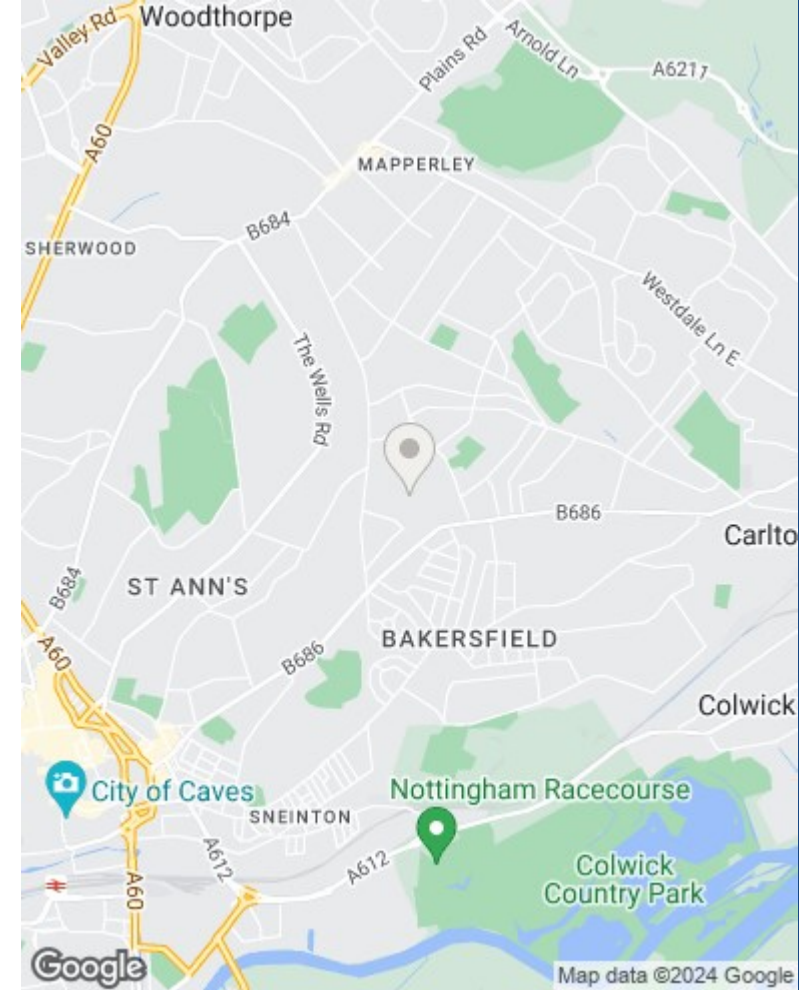 Woodthorpe
Valley Rd
Plains Rd
Arnold Ln
A6211
A60
MAPPERLEY
B684
SHERWOOD
Westdale Ln E
The Wells Rd
B686
Carlto
ST ANN'S
B684
BAKERSFIELD
A60
B686
Colwick
City of Caves
Nottingham Racecourse
SNEINTON
A612
A612
Colwick
Country Park
A60
Google
Map data ©2024 Google